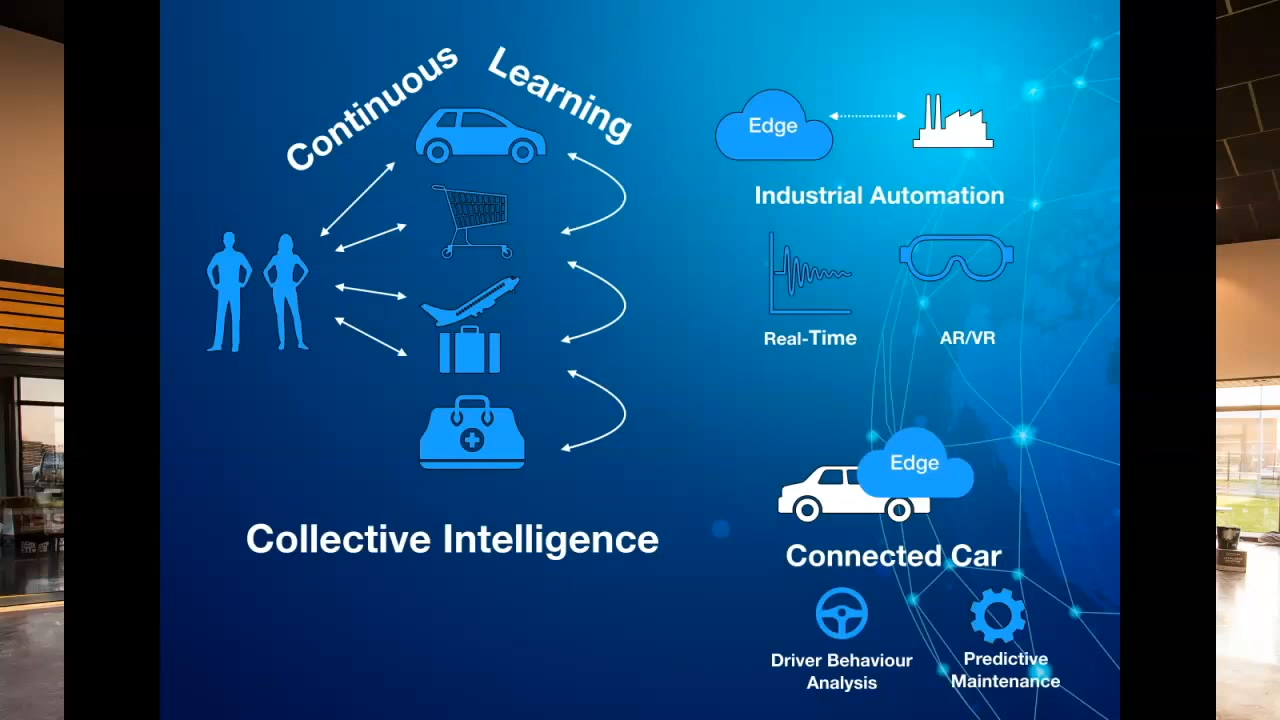 Continuous Learning
Collective Intelligence
Edge
Industrial Automation
Real-Time
AR/VR
Edge
Connected Car
Driver Behaviour
Analysis
Predictive
Maintenance